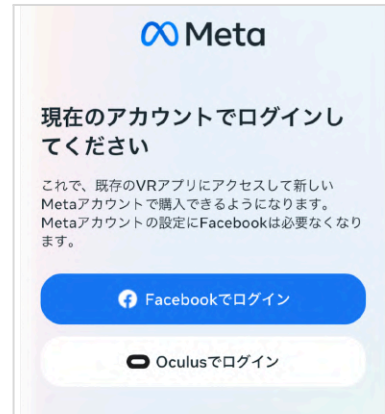 Meta
現在のアカウントでログインし
てください
これで、既存のVRアプリにアクセスして新しい
Metaアカウントで購入できるようになります。
Metaアカウントの設定にFacebookは必要なくなり
ます。
Facebookでログイン
Oculusでログイン